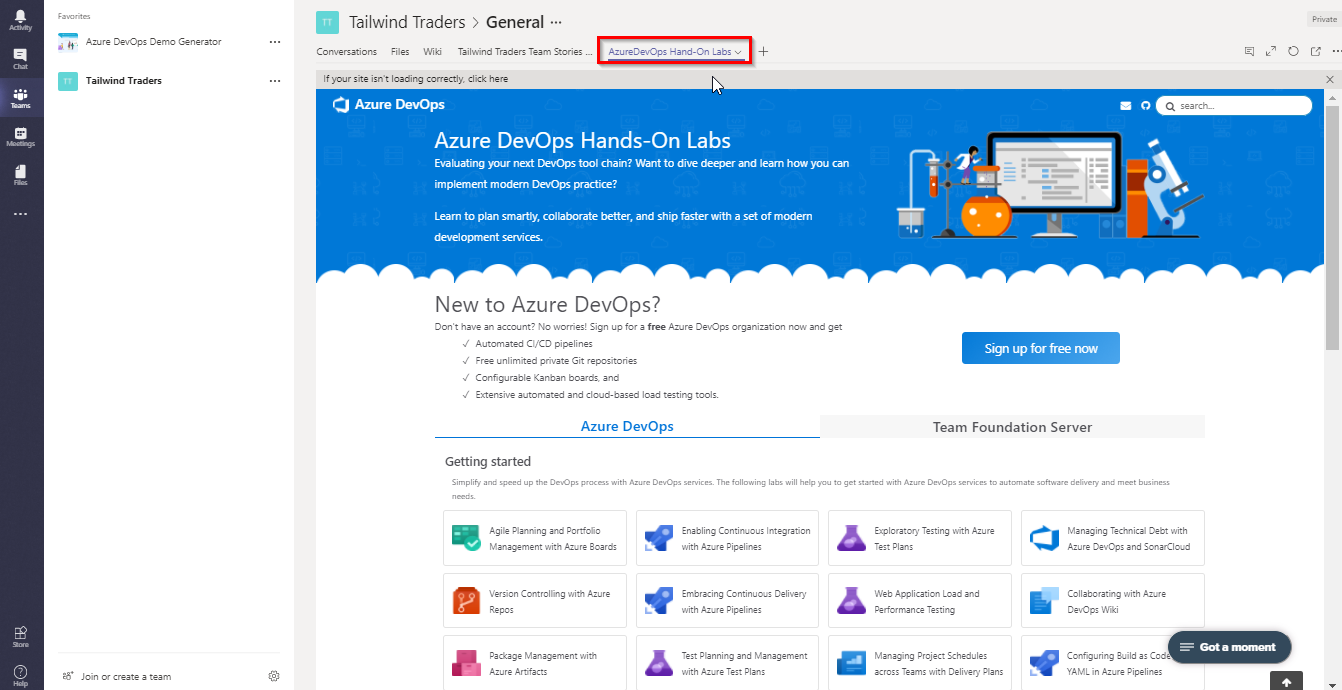 Activity
Chat
Teams
Meetings
Files
Store
Help
Favorites
Azure DevOps Demo Generator
TT Tailwind Traders
Join or create a team
TT Tailwind Traders > General ...
Private
Conversations Files Wiki Tailwind Traders Team Stories ... AzureDevOps Hand-On Labs
If your site isn't loading correctly, click here
Azure DevOps
search...
Azure DevOps Hands-On Labs
Evaluating your next DevOps tool chain? Want to dive deeper and learn how you can
implement modern DevOps practice?
Learn to plan smartly, collaborate better, and ship faster with a set of modern
development services.
New to Azure DevOps?
Don't have an account? No worries! Sign up for a free Azure DevOps organization now and get
✓ Automated CI/CD pipelines
✓ Free unlimited private Git repositories
✓ Configurable Kanban boards, and
✓ Extensive automated and cloud-based load testing tools.
Sign up for free now
Azure DevOps
Team Foundation Server
Getting started
Simplify and speed up the DevOps process with Azure DevOps services. The following labs will help you to get started with Azure DevOps services to automate software delivery and meet business
needs.
Agile Planning and Portfolio
Management with Azure Boards
Enabling Continuous Integration
with Azure Pipelines
Exploratory Testing with Azure
Test Plans
Managing Technical Debt with
Azure DevOps and SonarCloud
Version Controlling with Azure
Repos
Embracing Continuous Delivery
with Azure Pipelines
Web Application Load and
Performance Testing
Collaborating with Azure
DevOps Wiki
Package Management with
Azure Artifacts
Test Planning and Management
with Azure Test Plans
Managing Project Schedules
across Teams with Delivery Plans
Configuring Build as Code
YAML in Azure Pipelines
Got a moment